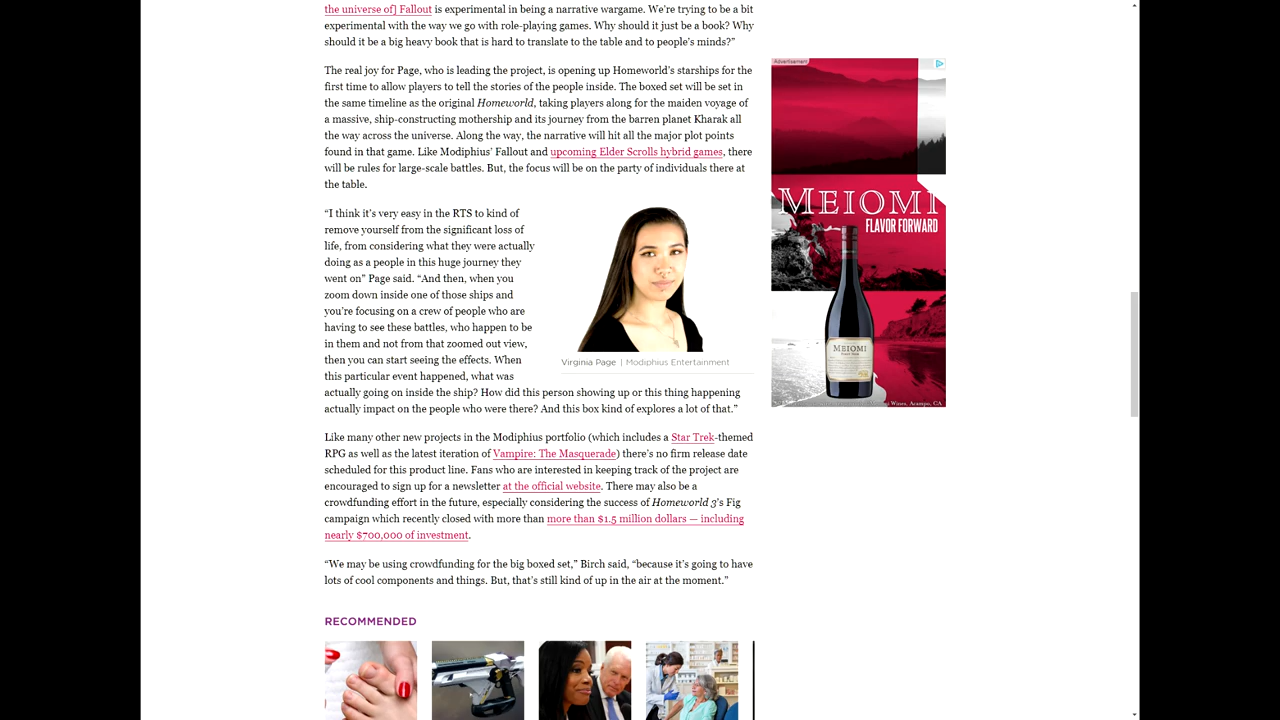 the universe of] Fallout is experimental in being a narrative wargame. We’re trying to be a bit
experimental with the way we go with role-playing games. Why should it just be a book? Why
should it be a big heavy book that is hard to translate to the table and to people’s minds?”
The real joy for Page, who is leading the project, is opening up Homeworld’s starships for the
first time to allow players to tell the stories of the people inside. The boxed set will be set in
the same timeline as the original Homeworld, taking players along for the maiden voyage of
a massive, ship-constructing mothership and its journey from the barren planet Kharak all
the way across the universe. Along the way, the narrative will hit all the major plot points
found in that game. Like Modiphius’ Fallout and upcoming Elder Scrolls hybrid games, there
will be rules for large-scale battles. But, the focus will be on the party of individuals there at
the table.
“I think it’s very easy in the RTS to kind of
remove yourself from the significant loss of
life, from considering what they were actually
doing as a people in this huge journey they
went on” Page said. “And then, when you
zoom down inside one of those ships and
you’re focusing on a crew of people who are
having to see these battles, who happen to be
in them and not from that zoomed out view,
then you can start seeing the effects. When
this particular event happened, what was
actually going on inside the ship? How did this person showing up or this thing happening
actually impact on the people who were there? And this box kind of explores a lot of that.”
Virginia Page | Modiphius Entertainment
Like many other new projects in the Modiphius portfolio (which includes a Star Trek-themed
RPG as well as the latest iteration of Vampire: The Masquerade) there’s no firm release date
scheduled for this product line. Fans who are interested in keeping track of the project are
encouraged to sign up for a newsletter at the official website. There may also be a
crowdfunding effort in the future, especially considering the success of Homeworld 3’s Fig
campaign which recently closed with more than more than $1.5 million dollars — including
nearly $700,000 of investment.
“We may be using crowdfunding for the big boxed set,” Birch said, “because it’s going to have
lots of cool components and things. But, that’s still kind of up in the air at the moment.”
RECOMMENDED
Advertisement
MEIOMI
FLAVOR FORWARD
MEIOMI
Wines, Acampo, CA